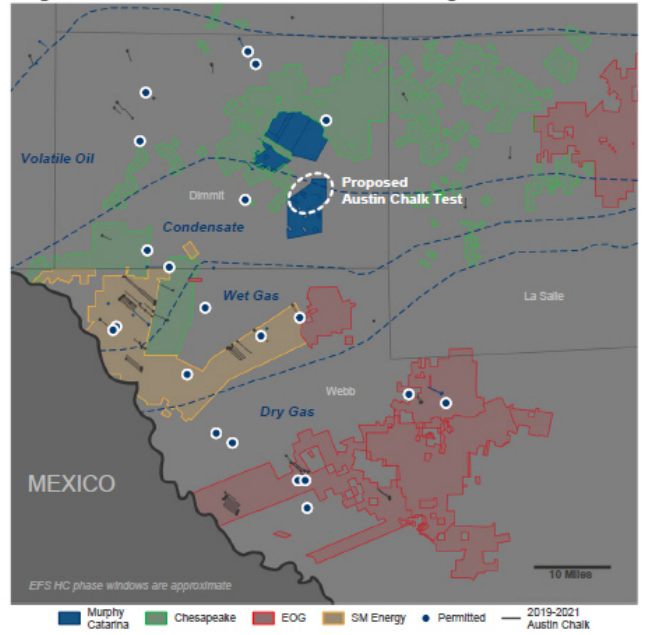 Volatile Oil
Dimmit
Proposed
Austin Chalk Test
Condensate
Wet Gas
La Salle
Webb
Dry Gas
MEXICO
10 Miles
EFS HC phase windows are approximate
Murphy
Catarina
Chesapeake
EOG
SM Energy
Permitted
2019-2021
Austin Chalk